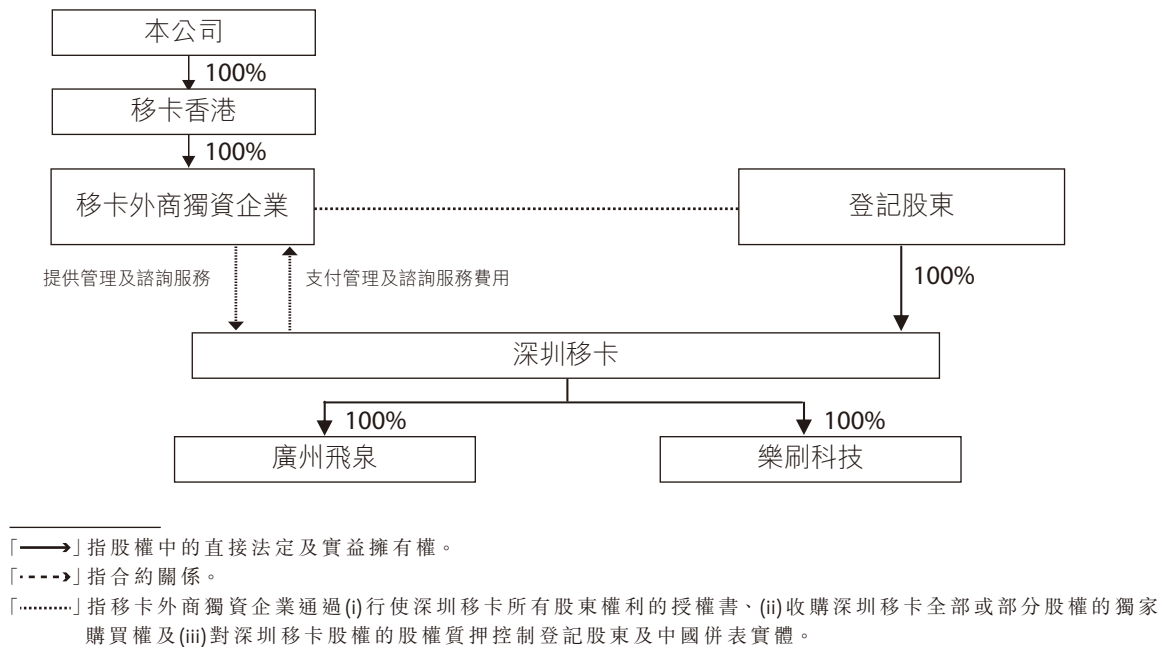 本公司
100%
移卡香港
100%
移卡外商獨資企業
登記股東
提供管理及諮詢服務
支付管理及諮詢服務費用
100%
深圳移卡
100%
100%
廣州飛泉
樂刷科技
「⟶」指股權中的直接法定及實益擁有權。
「----›」指合約關係。
「............」指移卡外商獨資企業通過(i)行使深圳移卡所有股東權利的授權書、(ii)收購深圳移卡全部或部分股權的獨家
購買權及(iii)對深圳移卡股權的股權質押控制登記股東及中國併表實體。